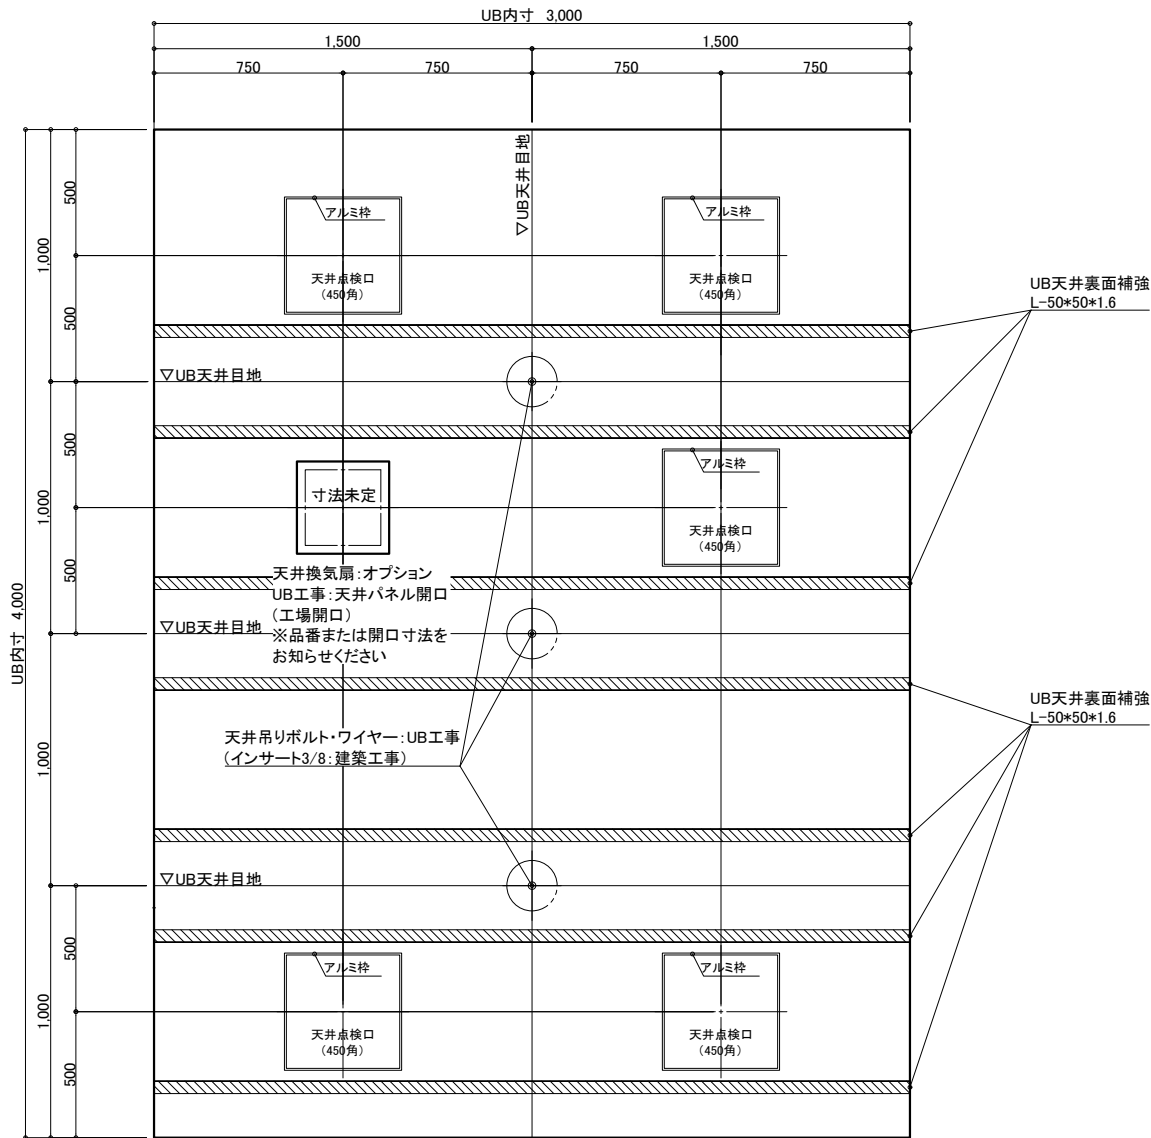 UB内寸 3,000
1,500
1,500
750
750
750
750
UB内寸 4,000
1,000
1,000
1,000
1,000
500
500
500
500
500
500
▽UB天井目地
アルミ枠
天井点検口
(450角)
アルミ枠
天井点検口
(450角)
UB天井裏面補強
L-50*50*1.6
▽UB天井目地
寸法未定
アルミ枠
天井点検口
(450角)
天井換気扇:オプション
UB工事:天井パネル開口
(工場開口)
※品番または開口寸法を
お知らせください
▽UB天井目地
UB天井裏面補強
L-50*50*1.6
天井吊りボルト・ワイヤー:UB工事
(インサート3/8:建築工事)
▽UB天井目地
アルミ枠
天井点検口
(450角)
アルミ枠
天井点検口
(450角)